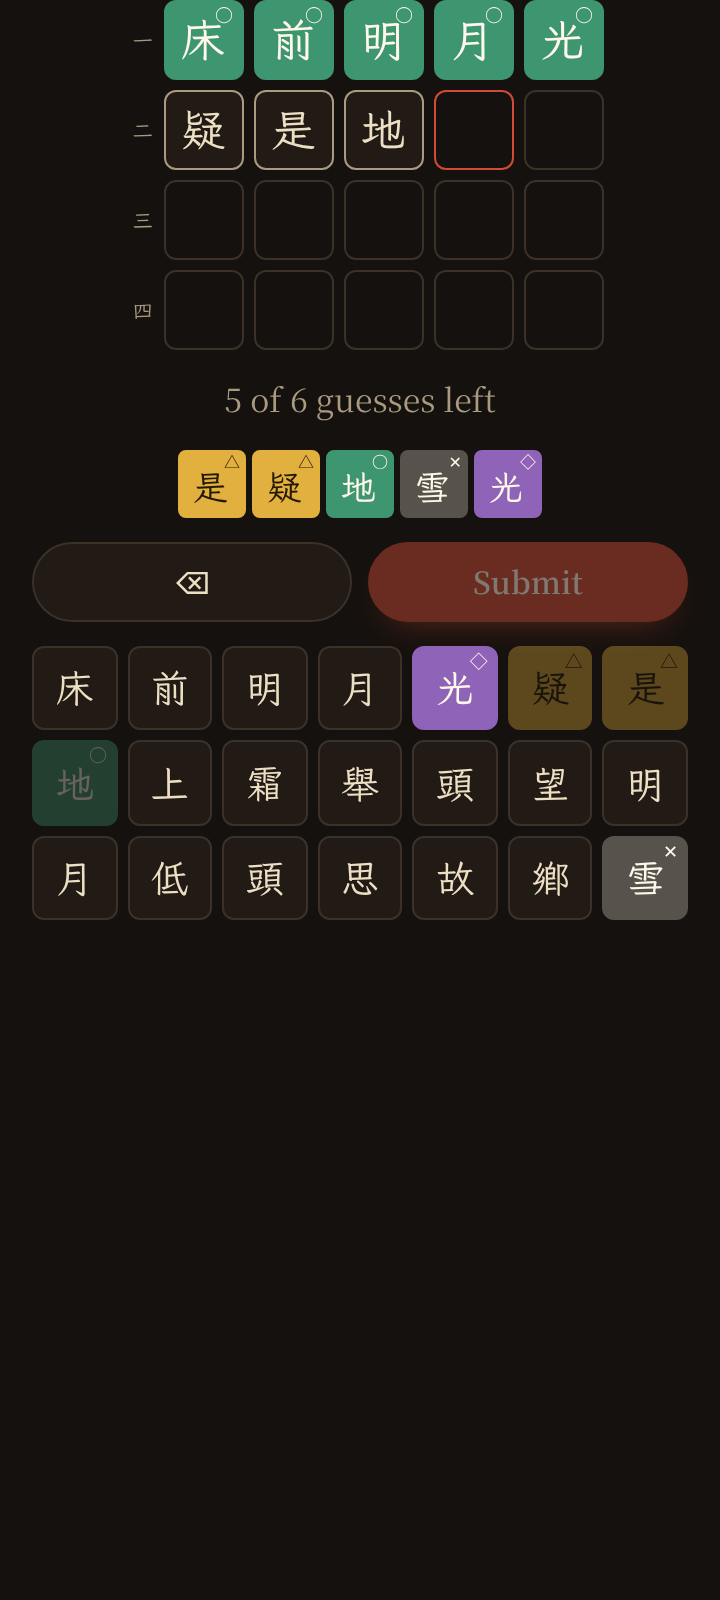 一 床 前 明 月 光
二 疑 是 地
三
四
5 of 6 guesses left
是 疑 地 雪 光
Submit
床 前 明 月 光 疑 是
地 上 霜 舉 頭 望 明
月 低 頭 思 故 鄉 雪